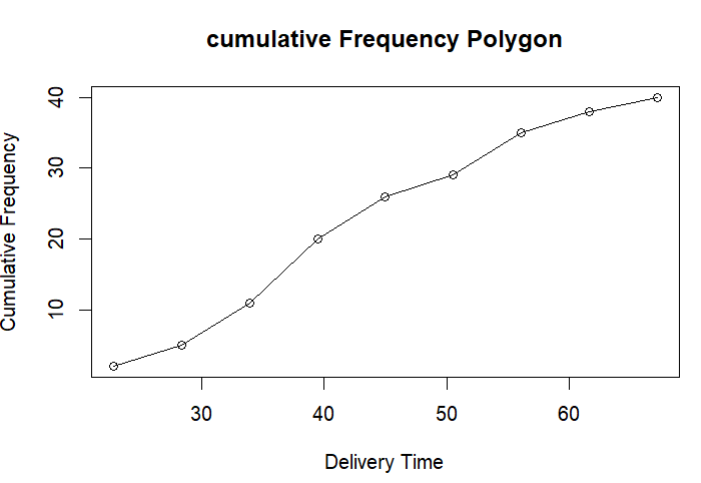 cumulative Frequency Polygon
Cumulative Frequency
40
30
20
10
30 40 50 60
Delivery Time